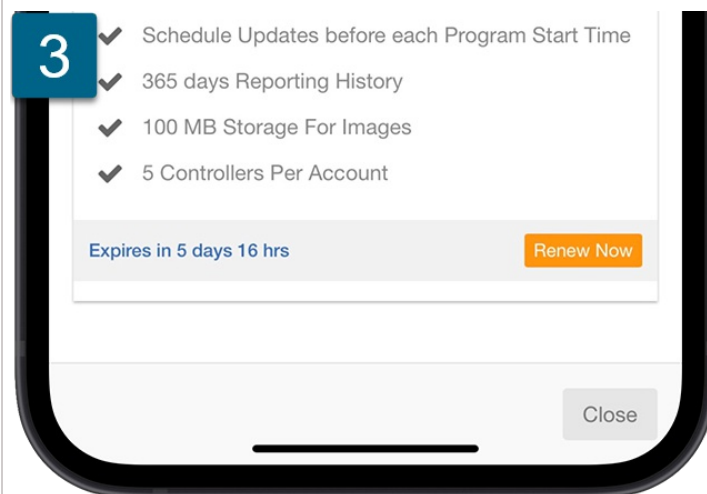 3
Schedule Updates before each Program Start Time
365 days Reporting History
100 MB Storage For Images
5 Controllers Per Account
Expires in 5 days 16 hrs
Renew Now
Close